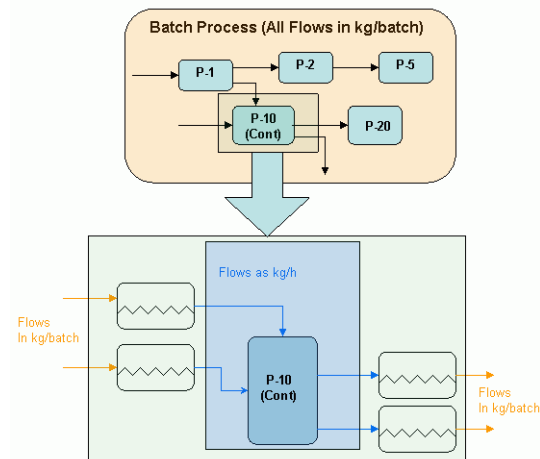 Batch Process (All Flows in kg/batch)
P-1
P-2
P-5
P-10
(Cont)
P-20
Flows as kg/h
Flows
In kg/batch
P-10
(Cont)
Flows
In kg/batch